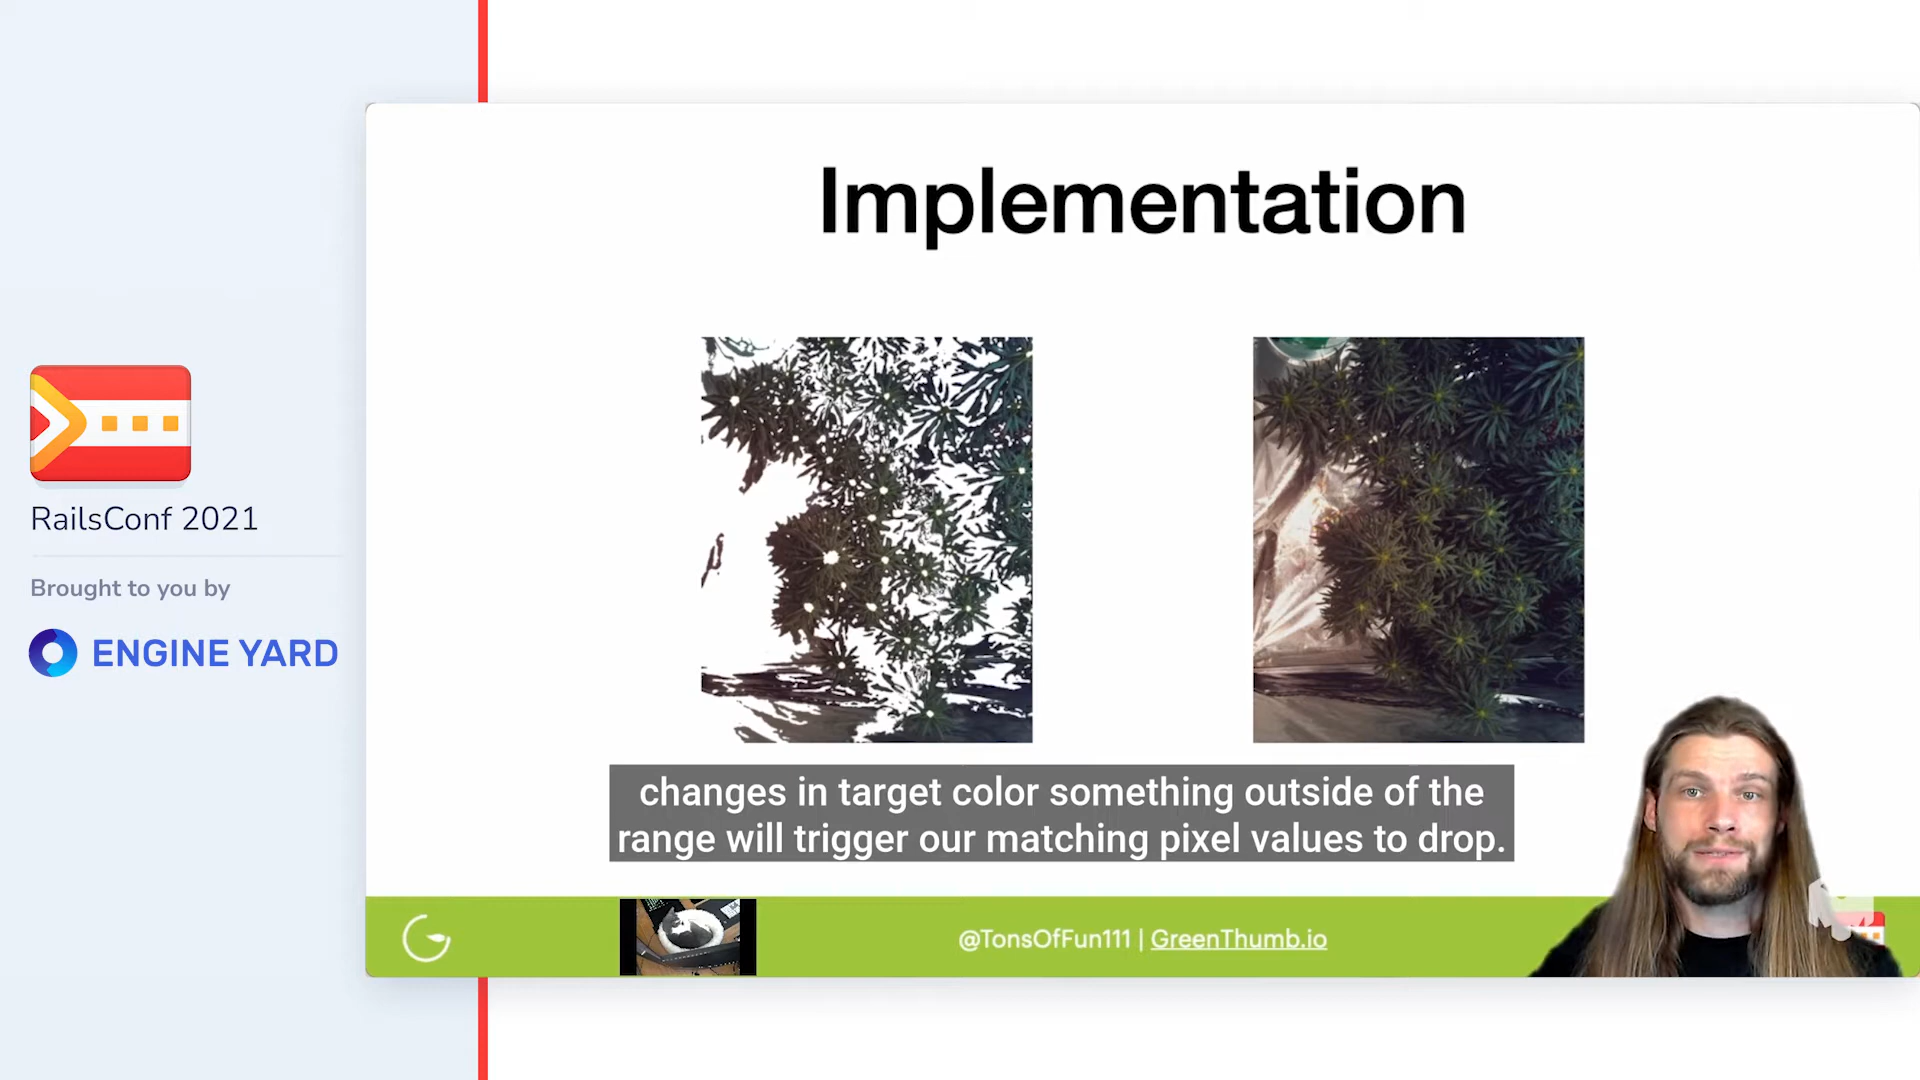 Implementation
RailsConf 2021
Brought to you by
ENGINE YARD
changes in target color something outside of the
range will trigger our matching pixel values to drop.
@TonsOfFun111 | GreenThumb.io